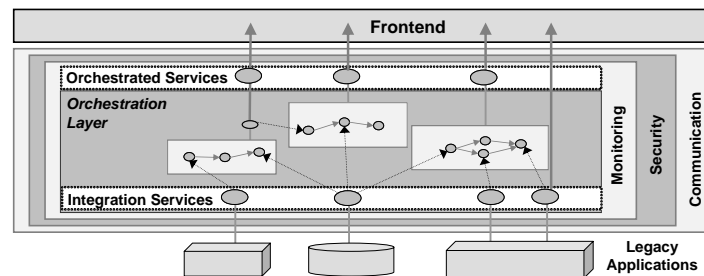 Frontend
Orchestrated Services
Orchestration
Layer
Integration Services
Monitoring
Security
Communication
Legacy
Applications